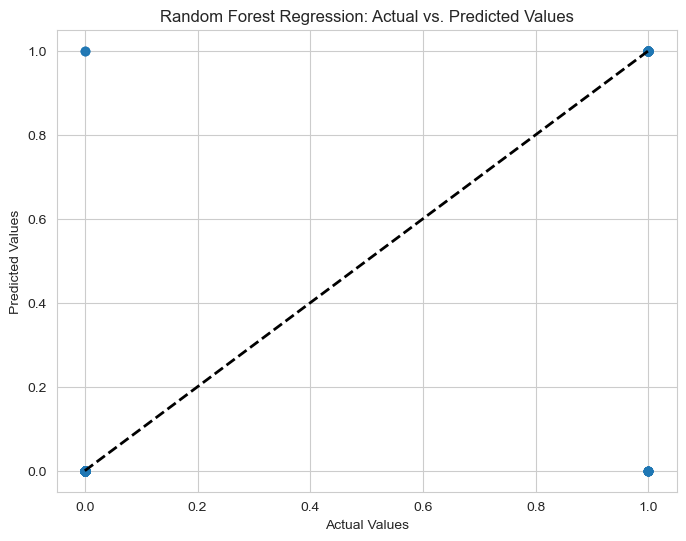 Random Forest Regression: Actual vs. Predicted Values
1.0
0.8
0.6
0.4
0.2
0.0
Predicted Values
0.0 0.2 0.4 0.6 0.8 1.0
Actual Values